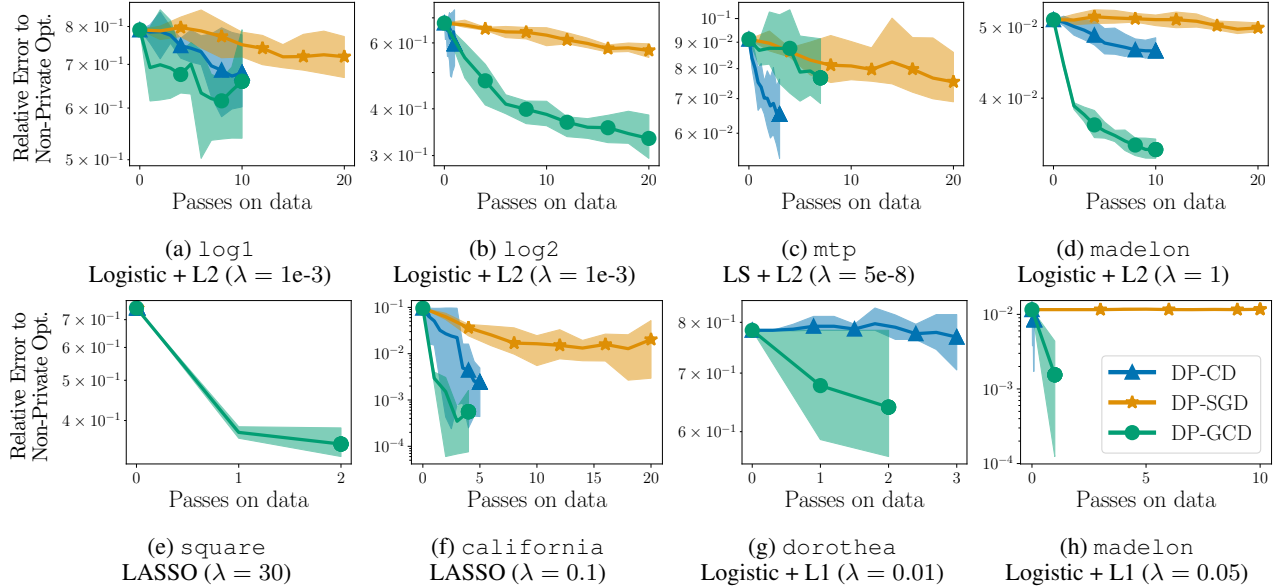 Relative Error to
Non-Private Opt.
8 × 10⁻¹
7 × 10⁻¹
6 × 10⁻¹
5 × 10⁻¹
0 10 20
Passes on data
(a) log1
Logistic + L2 (λ = 1e-3)
6 × 10⁻¹
4 × 10⁻¹
3 × 10⁻¹
0 10 20
Passes on data
(b) log2
Logistic + L2 (λ = 1e-3)
10⁻¹
9 × 10⁻²
8 × 10⁻²
7 × 10⁻²
6 × 10⁻²
0 10 20
Passes on data
(c) mtp
LS + L2 (λ = 5e-8)
5 × 10⁻²
4 × 10⁻²
0 10 20
Passes on data
(d) madelon
Logistic + L2 (λ = 1)
Relative Error to
Non-Private Opt.
7 × 10⁻¹
6 × 10⁻¹
5 × 10⁻¹
4 × 10⁻¹
0 1 2
Passes on data
(e) square
LASSO (λ = 30)
10⁻¹
10⁻²
10⁻³
10⁻⁴
0 5 10 15 20
Passes on data
(f) california
LASSO (λ = 0.1)
8 × 10⁻¹
7 × 10⁻¹
6 × 10⁻¹
0 1 2 3
Passes on data
(g) dorothea
Logistic + L1 (λ = 0.01)
10⁻²
10⁻³
10⁻⁴
0 5 10
DP-CD
DP-SGD
DP-GCD
Passes on data
(h) madelon
Logistic + L1 (λ = 0.05)